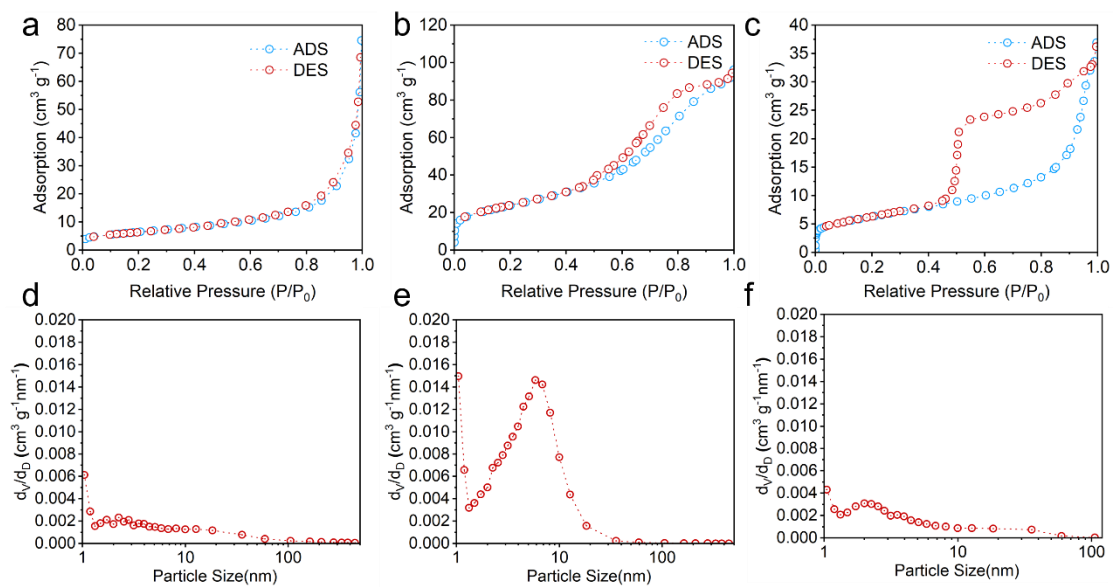 a
80
70
60
50
40
30
20
10
0
Adsorption (cm³ g⁻¹)
ADS
DES
0.0 0.2 0.4 0.6 0.8 1.0
Relative Pressure (P/P₀)
b
120
100
80
60
40
20
0
Adsorption (cm³ g⁻¹)
ADS
DES
0.0 0.2 0.4 0.6 0.8 1.0
Relative Pressure (P/P₀)
c
40
35
30
25
20
15
10
5
0
Adsorption (cm³ g⁻¹)
ADS
DES
0.0 0.2 0.4 0.6 0.8 1.0
Relative Pressure (P/P₀)
d
0.020
0.018
0.016
0.014
0.012
0.010
0.008
0.006
0.004
0.002
0.000
d_V/d_D (cm³ g⁻¹nm⁻¹)
1 10 100
Particle Size(nm)
e
0.020
0.018
0.016
0.014
0.012
0.010
0.008
0.006
0.004
0.002
0.000
d_V/d_D (cm³ g⁻¹nm⁻¹)
1 10 100
Particle Size(nm)
f
0.020
0.018
0.016
0.014
0.012
0.010
0.008
0.006
0.004
0.002
0.000
d_V/d_D (cm³ g⁻¹nm⁻¹)
1 10 100
Particle Size(nm)